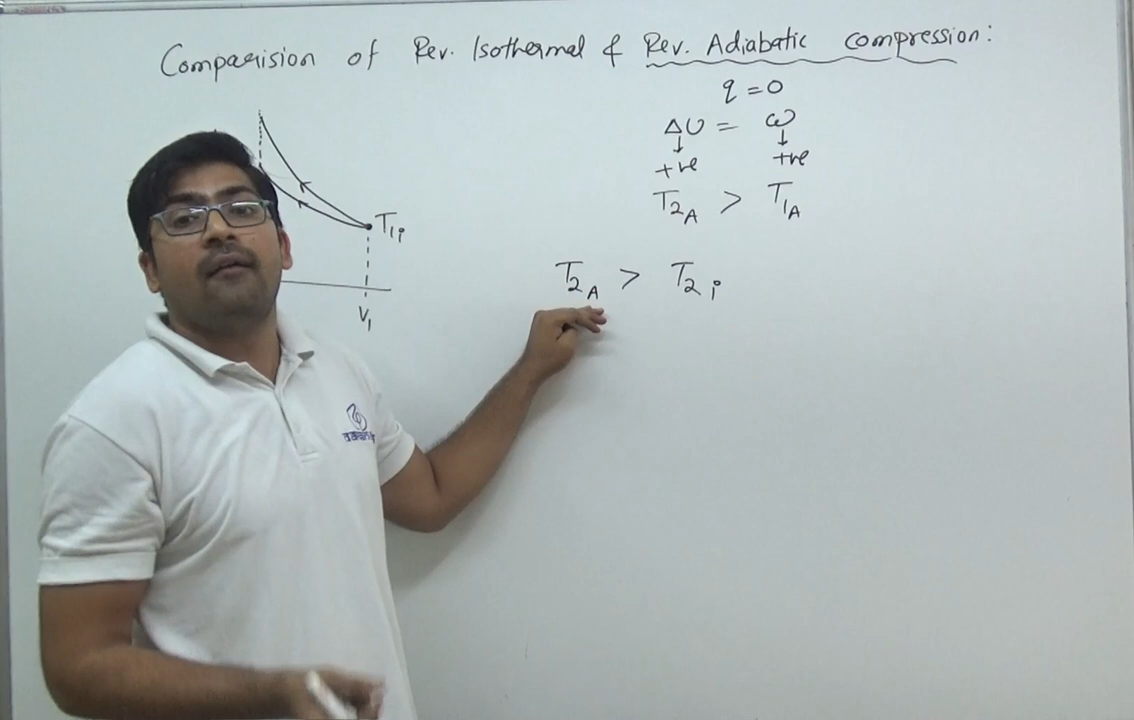 Comparision of Rev. Isothermal & Rev. Adiabatic compression:
q = 0
ΔU = ω
↓ ↓
+ve +ve
T₂A > T₁A
T₁i
T₂A > T₂i
V₁